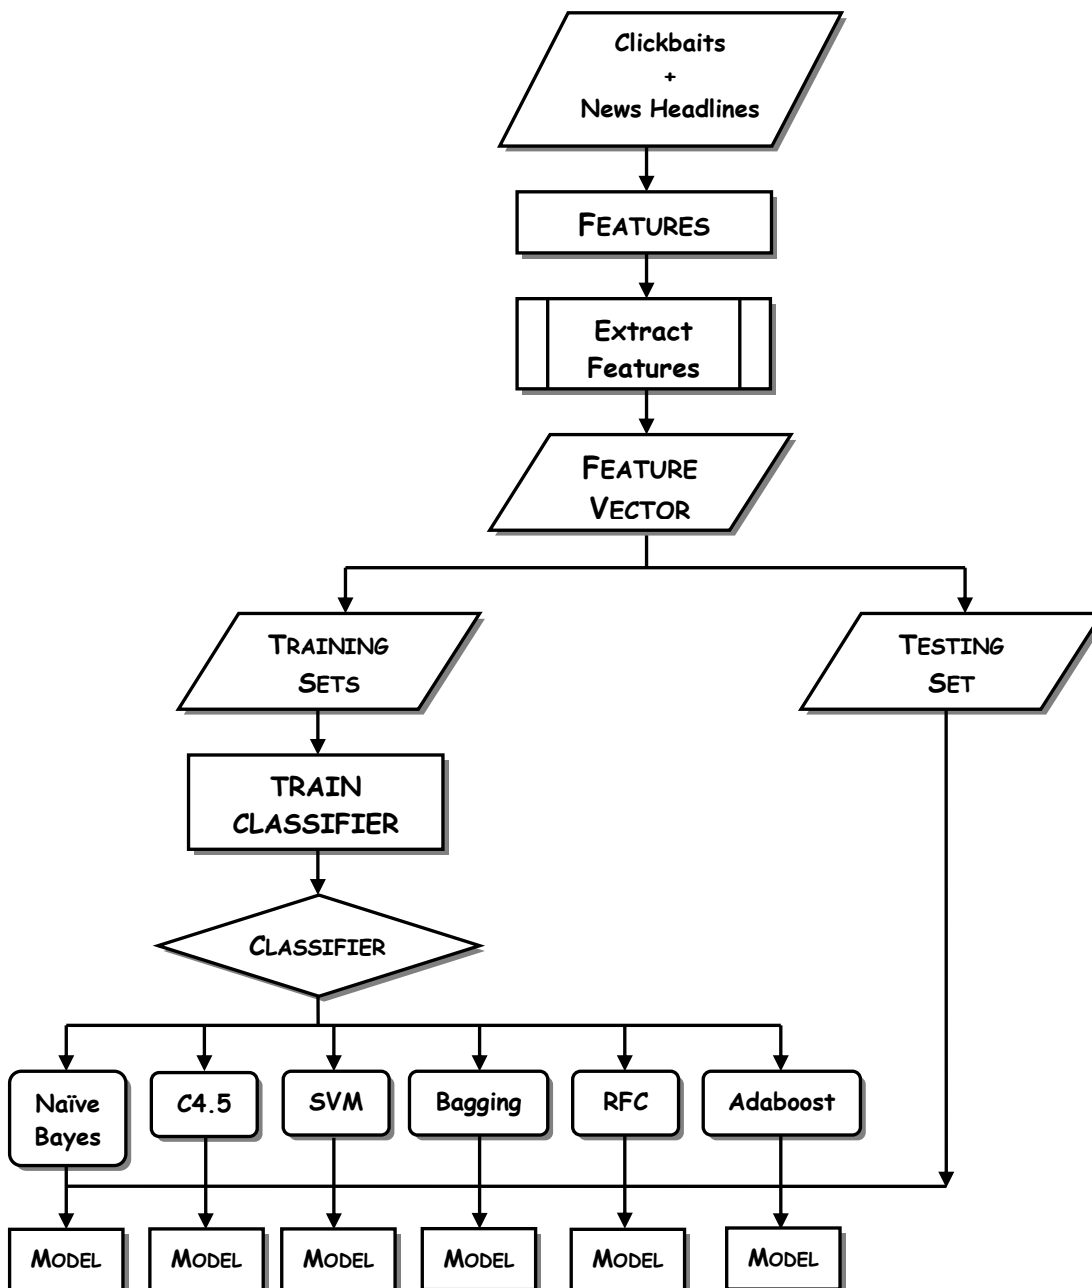 Clickbaits
+
News Headlines
FEATURES
Extract
Features
FEATURE
VECTOR
TRAINING
SETS
TESTING
SET
TRAIN
CLASSIFIER
CLASSIFIER
Naïve
Bayes
C4.5
SVM
Bagging
RFC
Adaboost
MODEL
MODEL
MODEL
MODEL
MODEL
MODEL